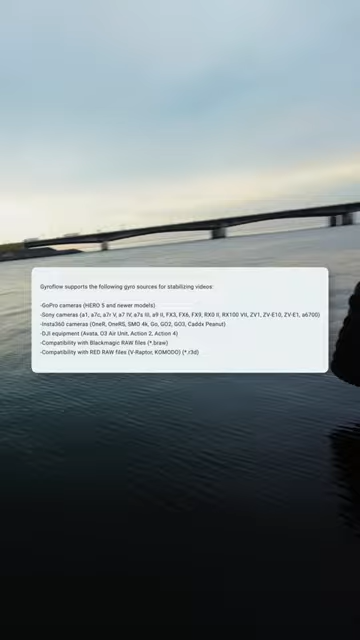 Gyroflow supports the following gyro sources for stabilizing videos:
-GoPro cameras (HERO 5 and newer models)
-Sony cameras (a1, a7c, a7r V, a7 IV, a7s III, a9 II, FX3, FX6, FX9, RX0 II, RX100 VII, ZV1, ZV-E10, ZV-E1, a6700)
-Insta360 cameras (OneR, OneRS, SMO 4k, Go, GO2, GO3, Caddx Peanut)
-DJI equipment (Avata, O3 Air Unit, Action 2, Action 4)
-Compatibility with Blackmagic RAW files (*.braw)
-Compatibility with RED RAW files (V-Raptor, KOMODO) (*.r3d)